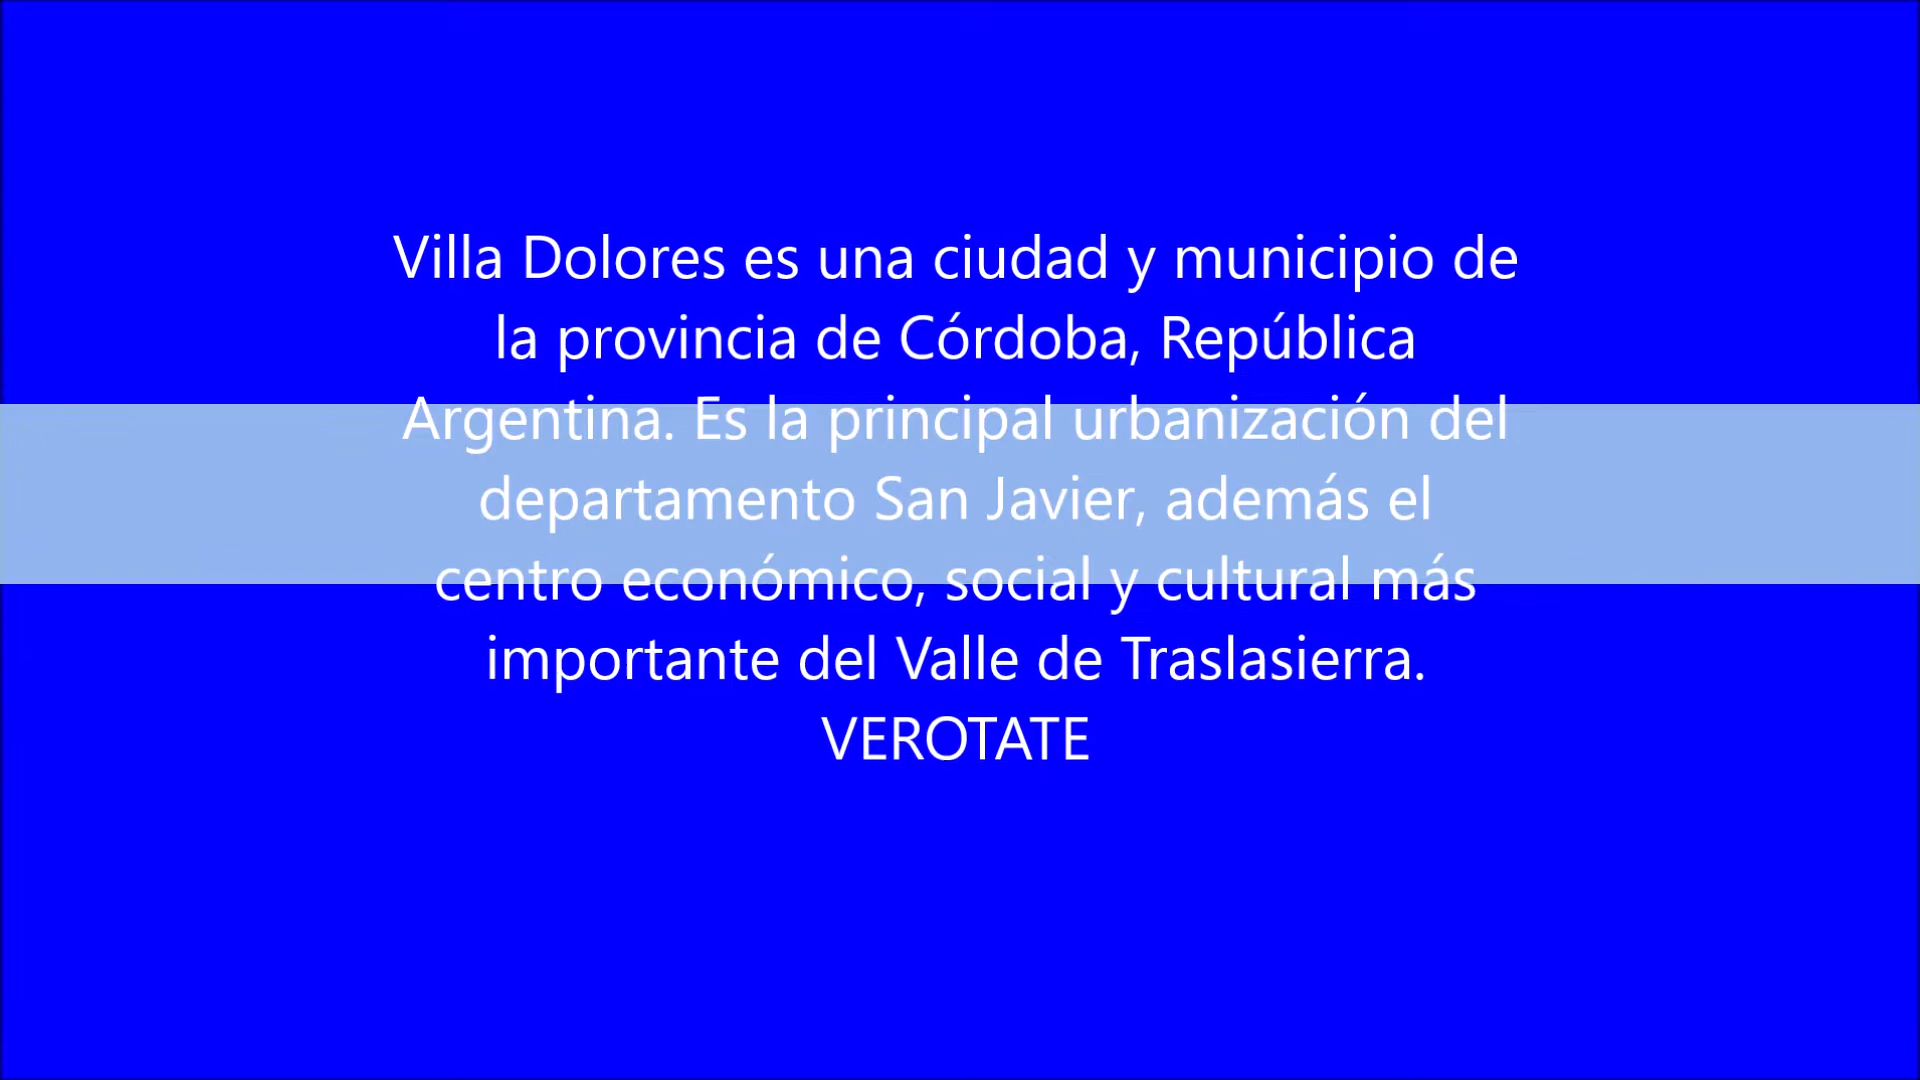 Villa Dolores es una ciudad y municipio de
la provincia de Córdoba, República
Argentina. Es la principal urbanización del
departamento San Javier, además el
centro económico, social y cultural más
importante del Valle de Traslasierra.
VEROTATE